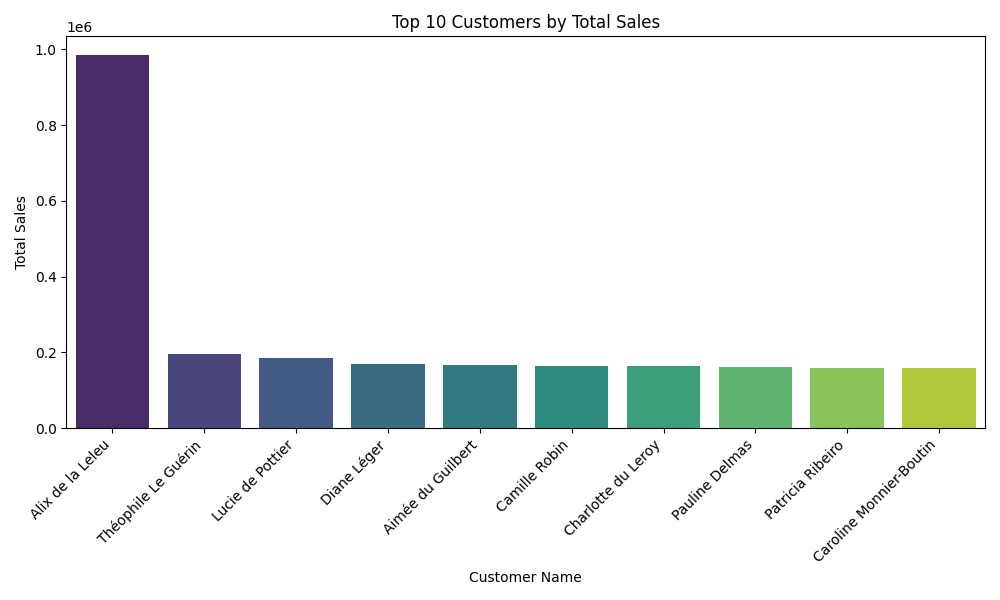 Top 10 Customers by Total Sales
1e6
1.0
0.8
0.6
0.4
0.2
0.0
Total Sales
Alix de la Leleu
Théophile Le Guérin
Lucie de Pottier
Diane Léger
Aimée du Guilbert
Camille Robin
Charlotte du Leroy
Pauline Delmas
Patricia Ribeiro
Caroline Monnier-Boutin
Customer Name